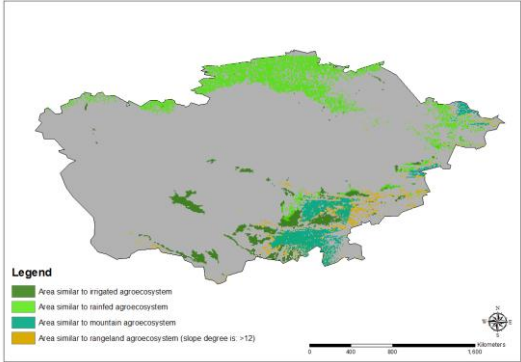 Legend
Area similar to irrigated agroecosystem
Area similar to rainfed agroecosystem
Area similar to mountain agroecosystem
Area similar to rangeland agroecosystem (slope degree is: >12)
N
W E
S
Kilometers
0 400 800 1.600